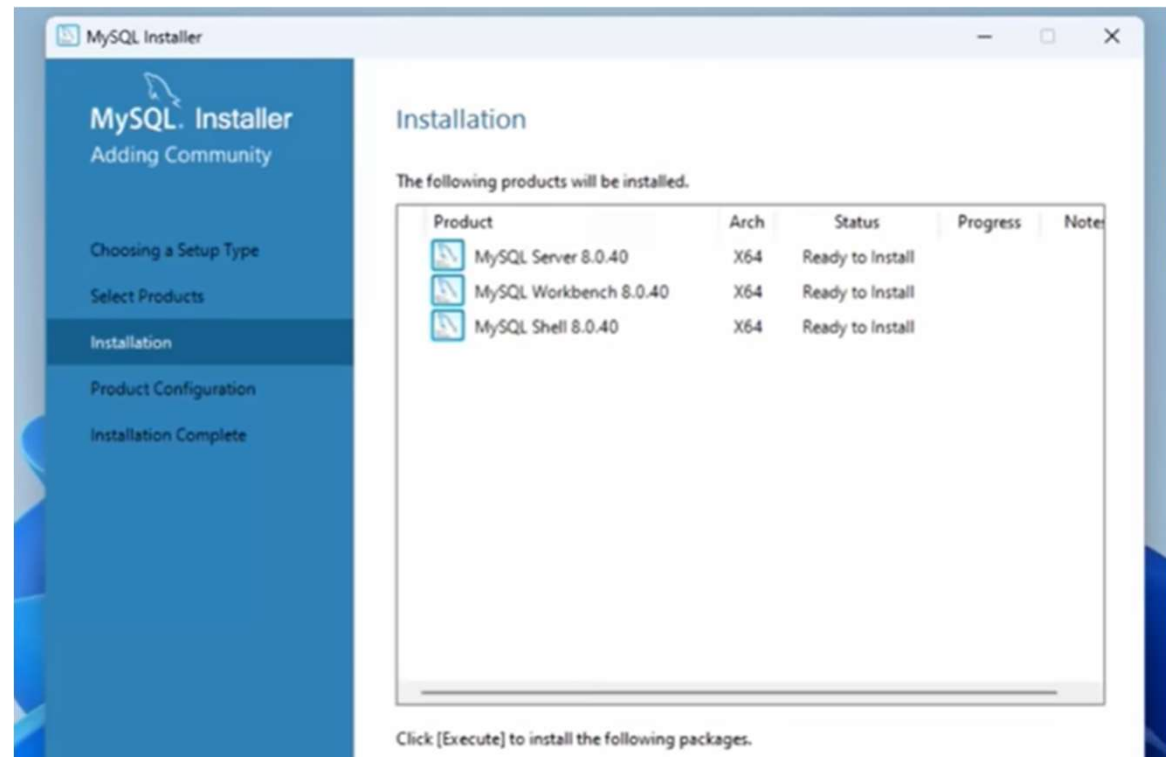 MySQL Installer
MySQL. Installer
Adding Community
Choosing a Setup Type
Select Products
Installation
Product Configuration
Installation Complete
Installation
The following products will be installed.
Product Arch Status Progress Notes
MySQL Server 8.0.40 X64 Ready to Install
MySQL Workbench 8.0.40 X64 Ready to Install
MySQL Shell 8.0.40 X64 Ready to Install
Click [Execute] to install the following packages.